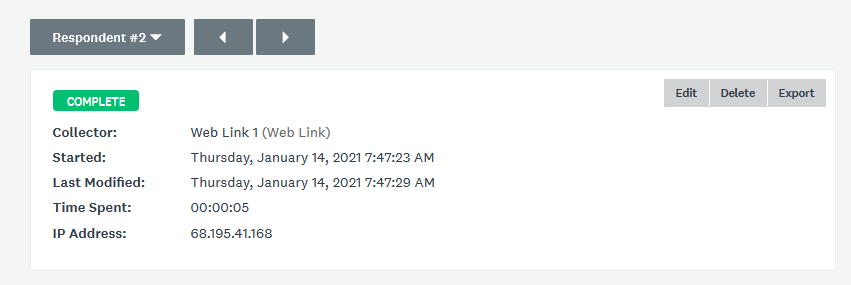 Respondent #2
COMPLETE
Edit Delete Export
Collector: Web Link 1 (Web Link)
Started: Thursday, January 14, 2021 7:47:23 AM
Last Modified: Thursday, January 14, 2021 7:47:29 AM
Time Spent: 00:00:05
IP Address: 68.195.41.168